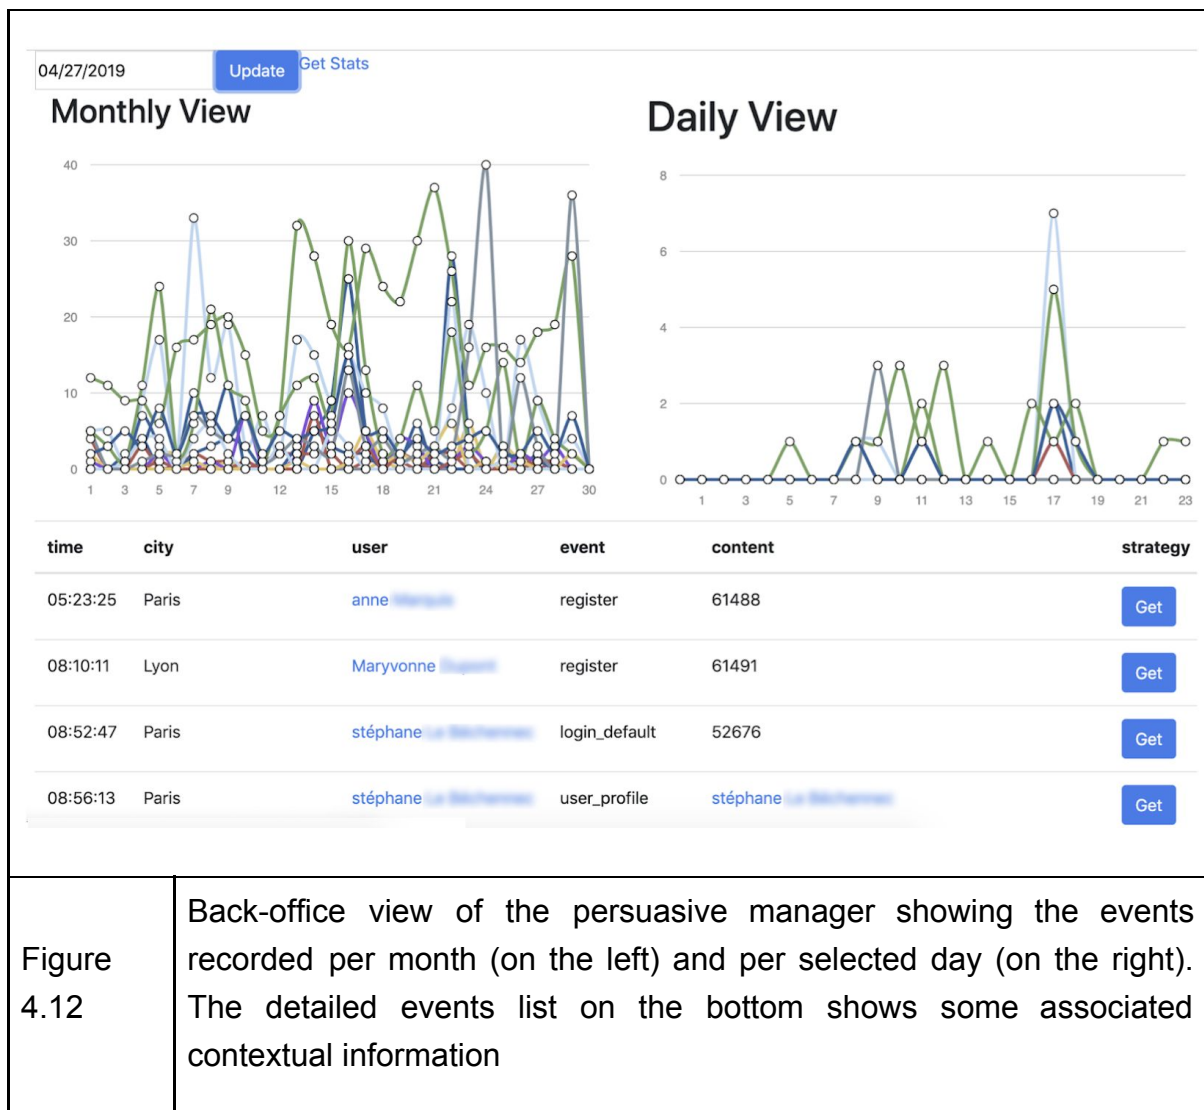 04/27/2019 Update Get Stats
Monthly View
Daily View
40
30
20
10
0
1 3 5 7 9 12 15 18 21 24 27 30
8
6
4
2
0
1 3 5 7 9 11 13 15 17 19 21 23
time city user event content strategy
05:23:25 Paris anne register 61488 Get
08:10:11 Lyon Maryvonne register 61491 Get
08:52:47 Paris stéphane login_default 52676 Get
08:56:13 Paris stéphane user_profile stéphane Get
Figure
4.12
Back-office view of the persuasive manager showing the events
recorded per month (on the left) and per selected day (on the right).
The detailed events list on the bottom shows some associated
contextual information